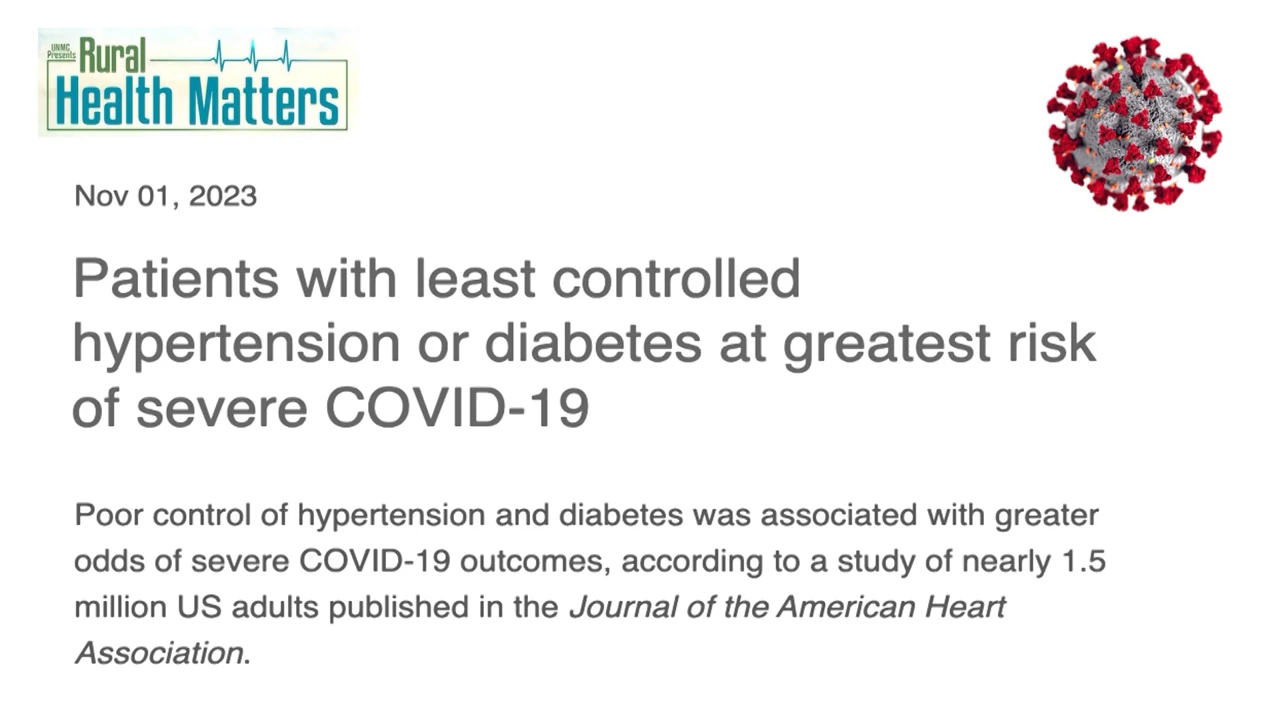 UNMC
Presents Rural
Health Matters
Nov 01, 2023
Patients with least controlled
hypertension or diabetes at greatest risk
of severe COVID-19
Poor control of hypertension and diabetes was associated with greater
odds of severe COVID-19 outcomes, according to a study of nearly 1.5
million US adults published in the Journal of the American Heart
Association.